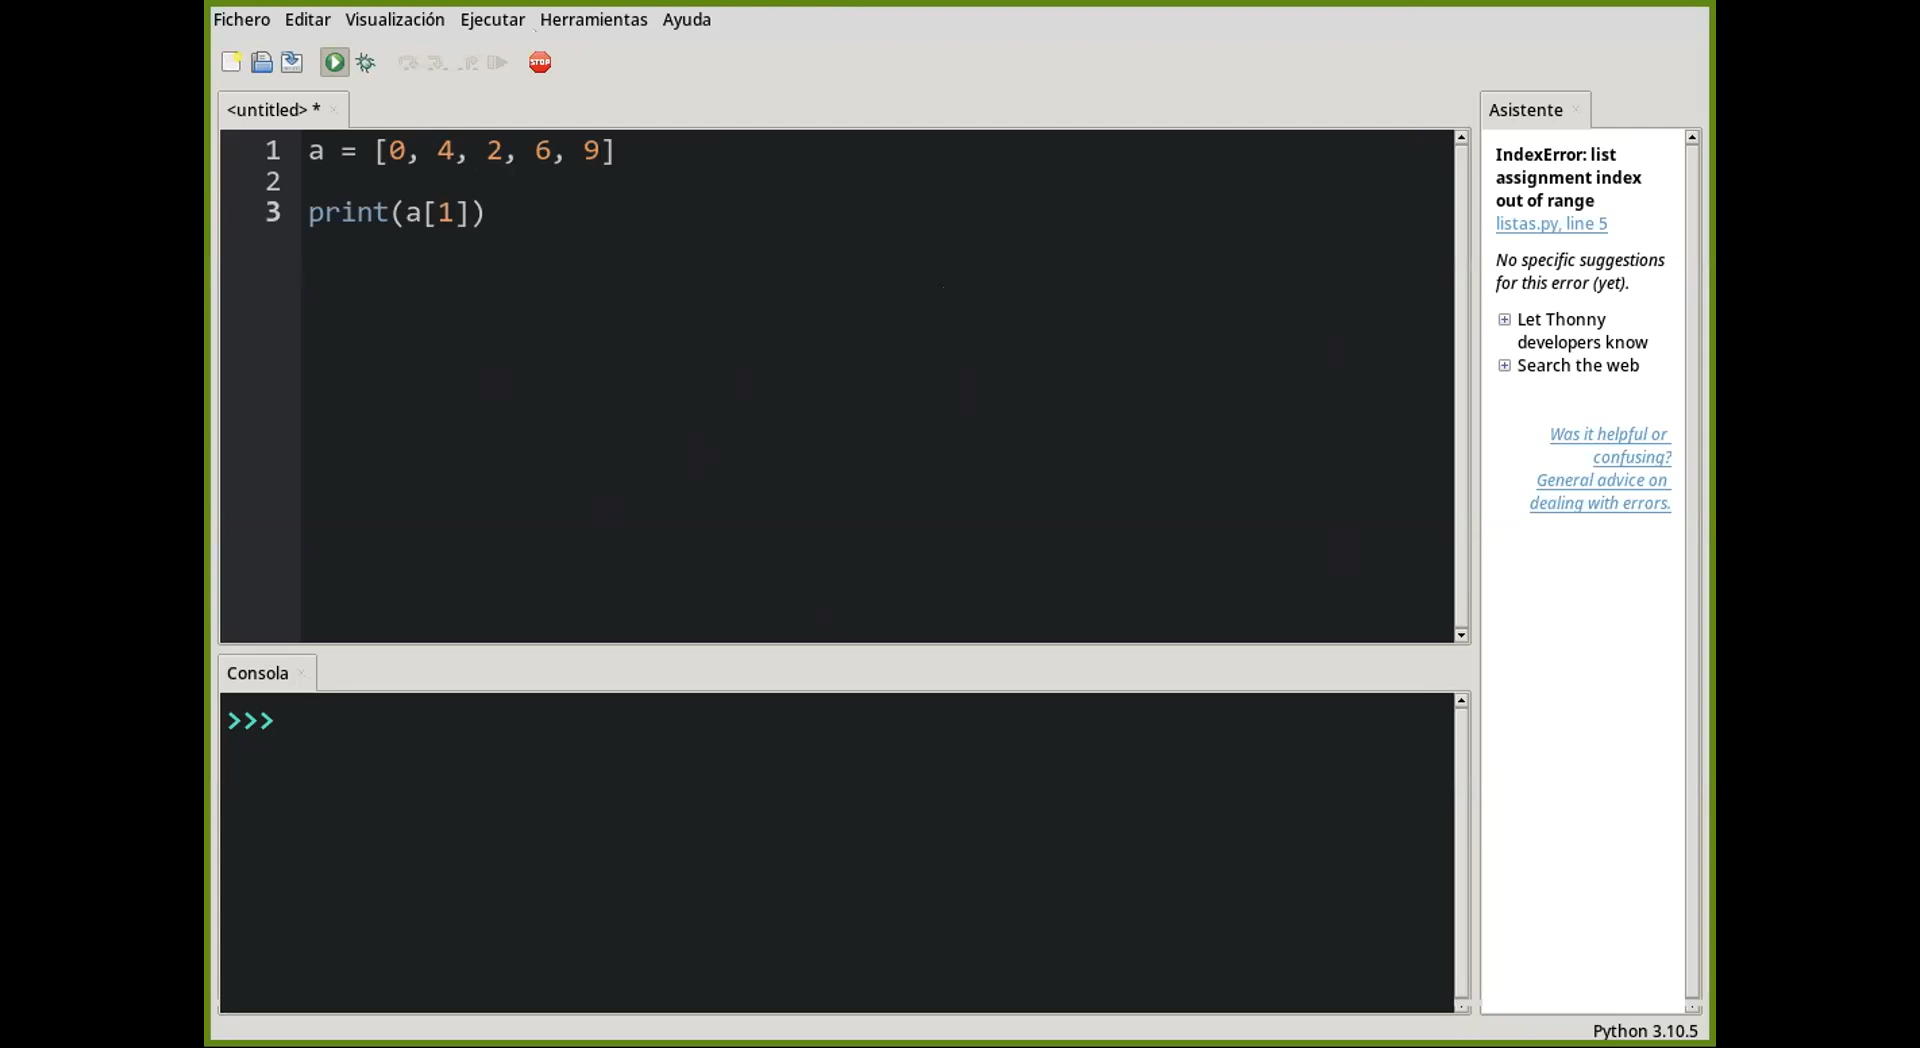 Fichero Editar Visualización Ejecutar Herramientas Ayuda
STOP
<untitled> *
1 a = [0, 4, 2, 6, 9]
2
3 print(a[1])
Consola
>>>
Asistente
IndexError: list
assignment index
out of range
listas.py, line 5
No specific suggestions
for this error (yet).
Let Thonny
developers know
Search the web
Was it helpful or
confusing?
General advice on
dealing with errors.
Python 3.10.5